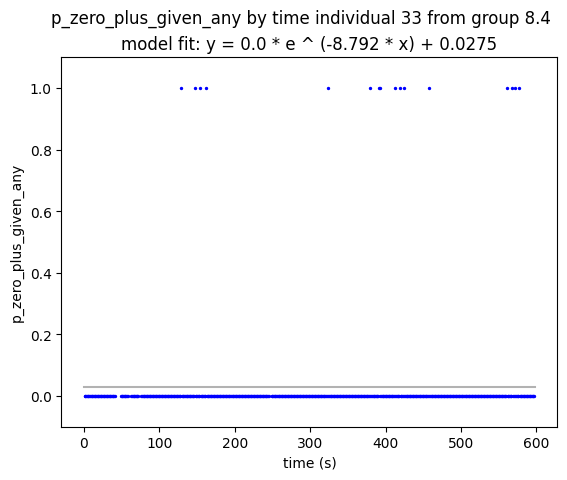 p_zero_plus_given_any by time individual 33 from group 8.4
model fit: y = 0.0 * e ^ (-8.792 * x) + 0.0275
1.0
0.8
0.6
0.4
0.2
0.0
p_zero_plus_given_any
0 100 200 300 400 500 600
time (s)